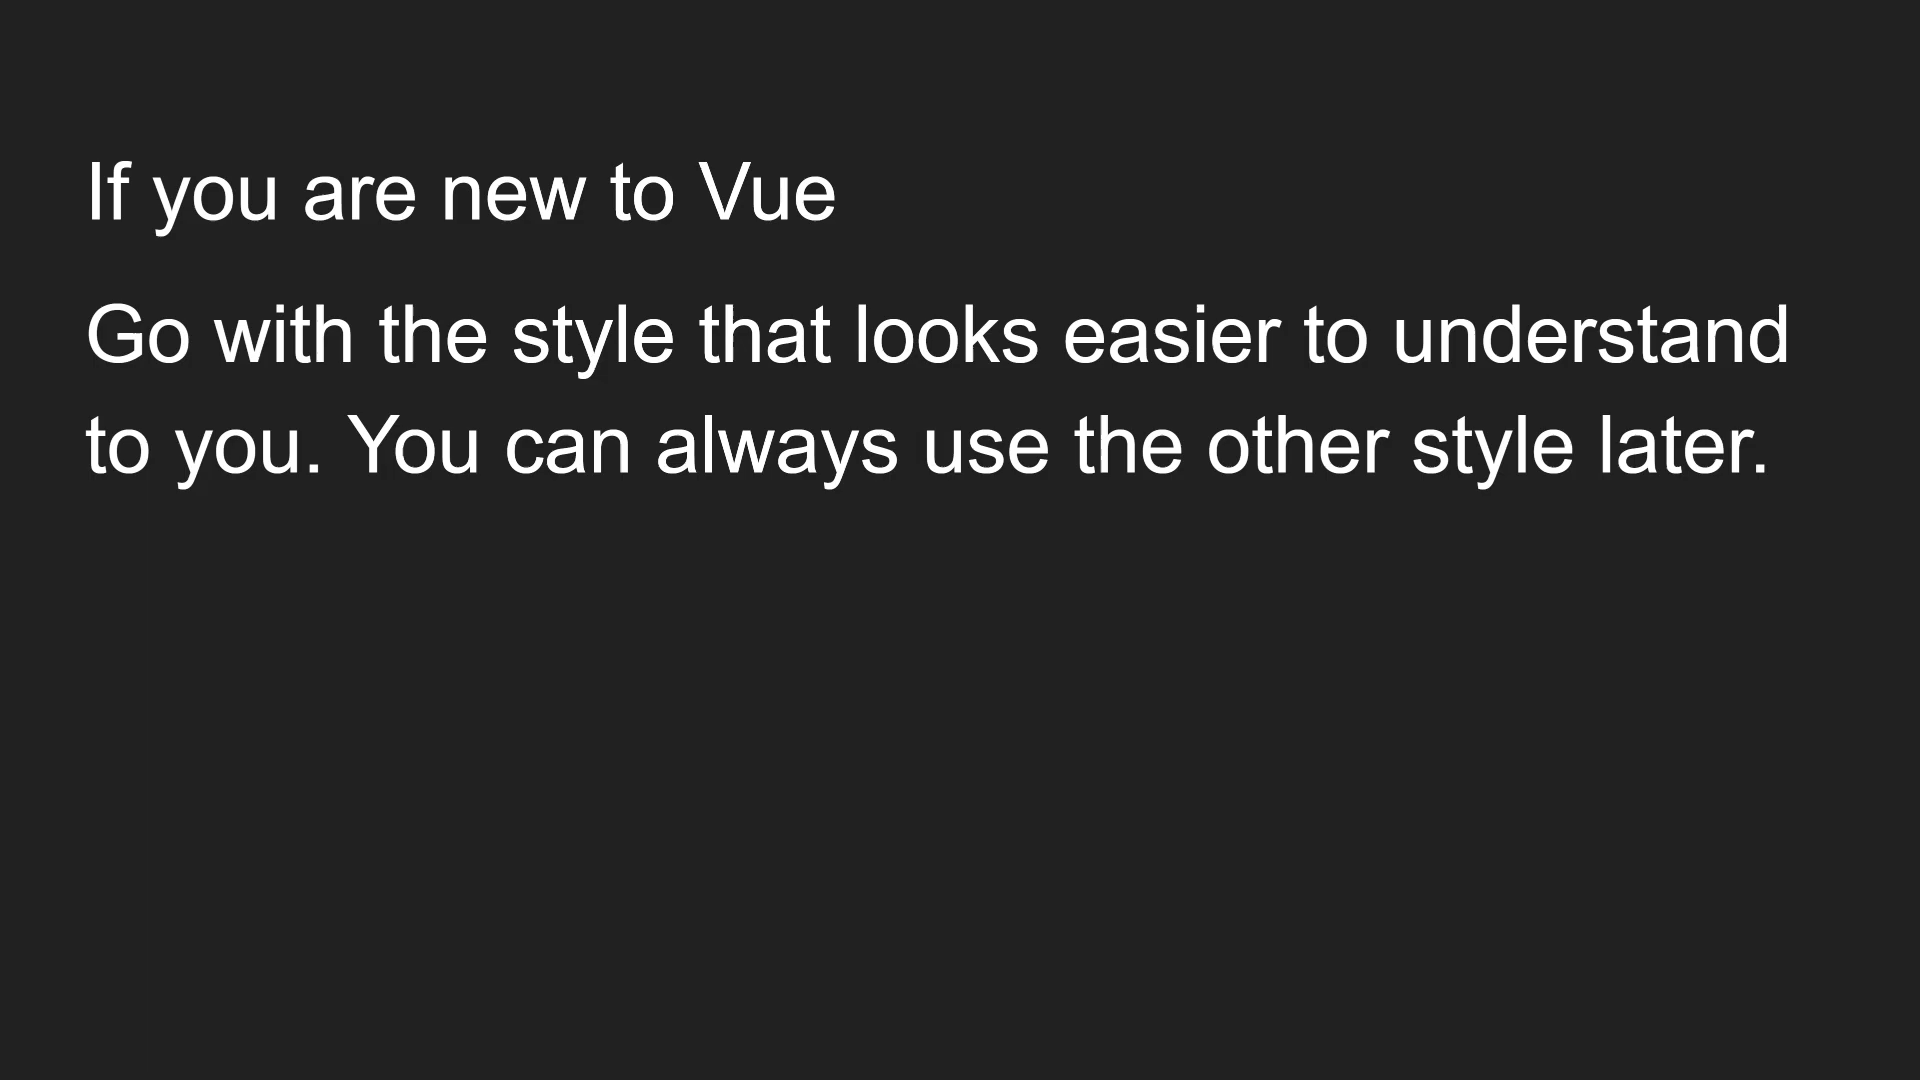 If you are new to Vue
Go with the style that looks easier to understand
to you. You can always use the other style later.